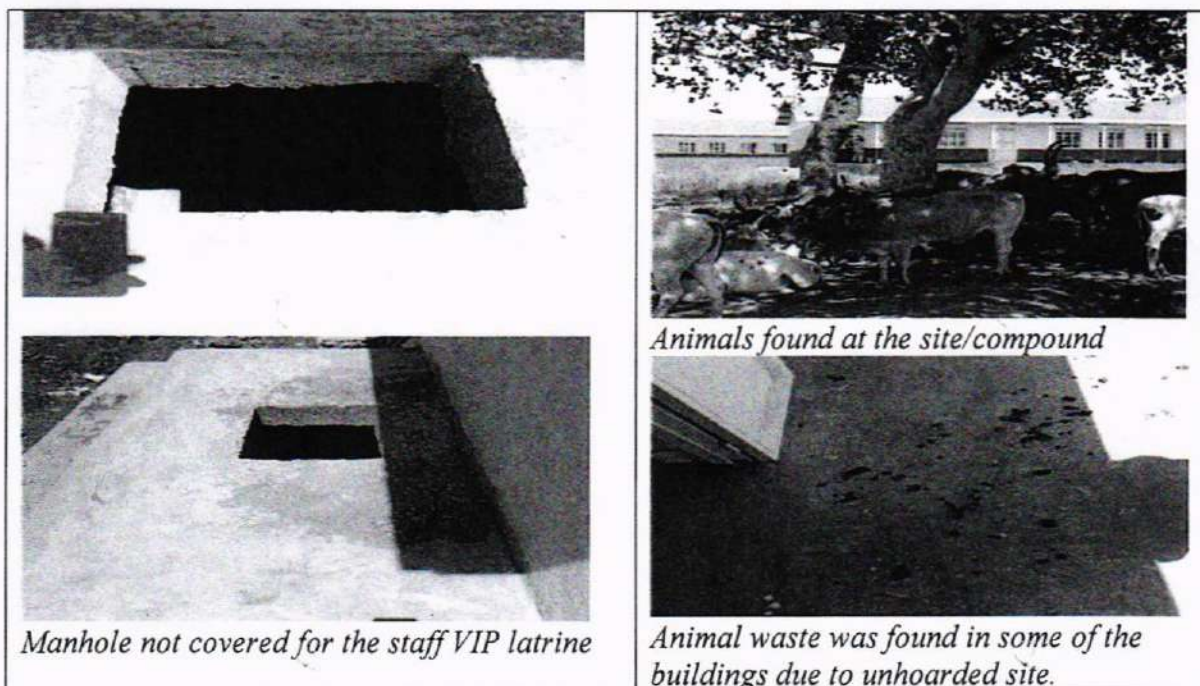 Manhole not covered for the staff VIP latrine
Animals found at the site/compound
Animal waste was found in some of the
buildings due to unhoarded site.